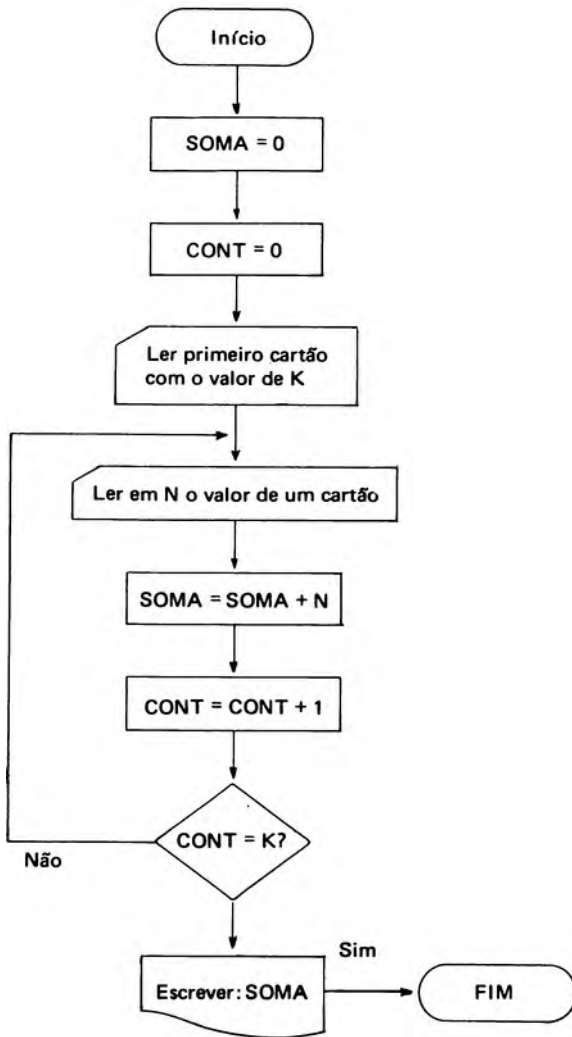 Início
SOMA = 0
CONT = 0
Ler primeiro cartão
com o valor de K
Ler em N o valor de um cartão
SOMA = SOMA + N
CONT = CONT + 1
CONT = K?
Não
Sim
Escrever: SOMA
FIM